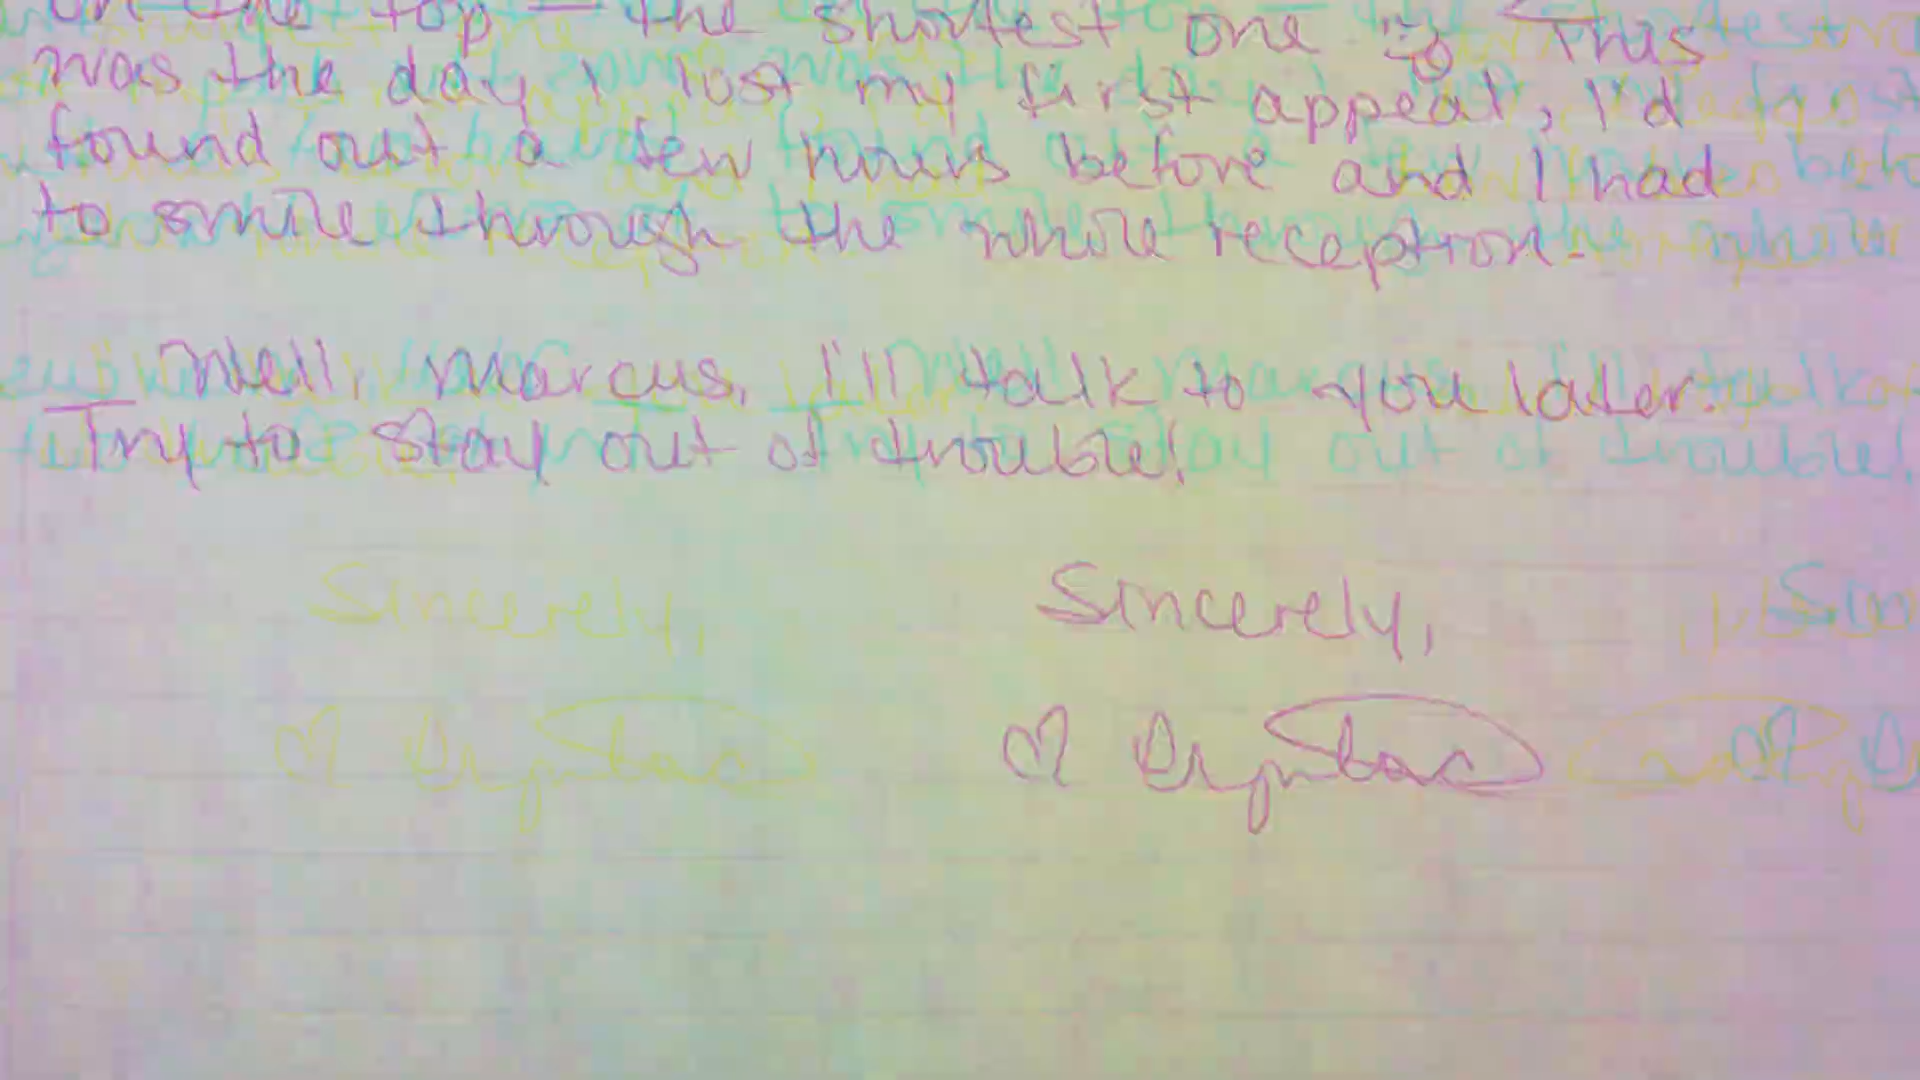 on the top — the shortest one :) This
was the day I lost my first appeal, I'd
found out a few hours before and I had
to smile through the whole reception.
Well, Marcus, I'll talk to you later.
Try to stay out of trouble!
Sincerely,